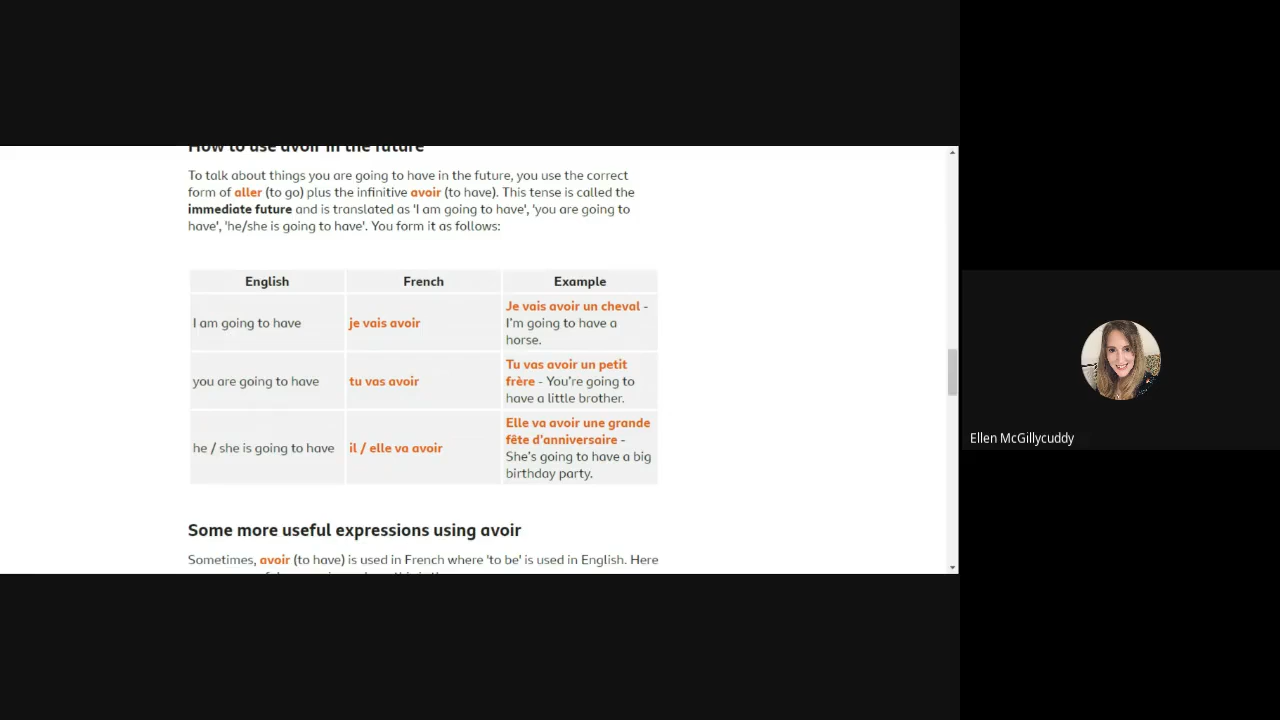 How to use avoir in the future
To talk about things you are going to have in the future, you use the correct
form of aller (to go) plus the infinitive avoir (to have). This tense is called the
immediate future and is translated as 'I am going to have', 'you are going to
have', 'he/she is going to have'. You form it as follows:
English French Example
I am going to have
je vais avoir
Je vais avoir un cheval -
I'm going to have a
horse.
you are going to have
tu vas avoir
Tu vas avoir un petit
frère - You're going to
have a little brother.
he / she is going to have
il / elle va avoir
Elle va avoir une grande
fête d'anniversaire -
She's going to have a big
birthday party.
Some more useful expressions using avoir
Sometimes, avoir (to have) is used in French where 'to be' is used in English. Here
Ellen McGillycuddy